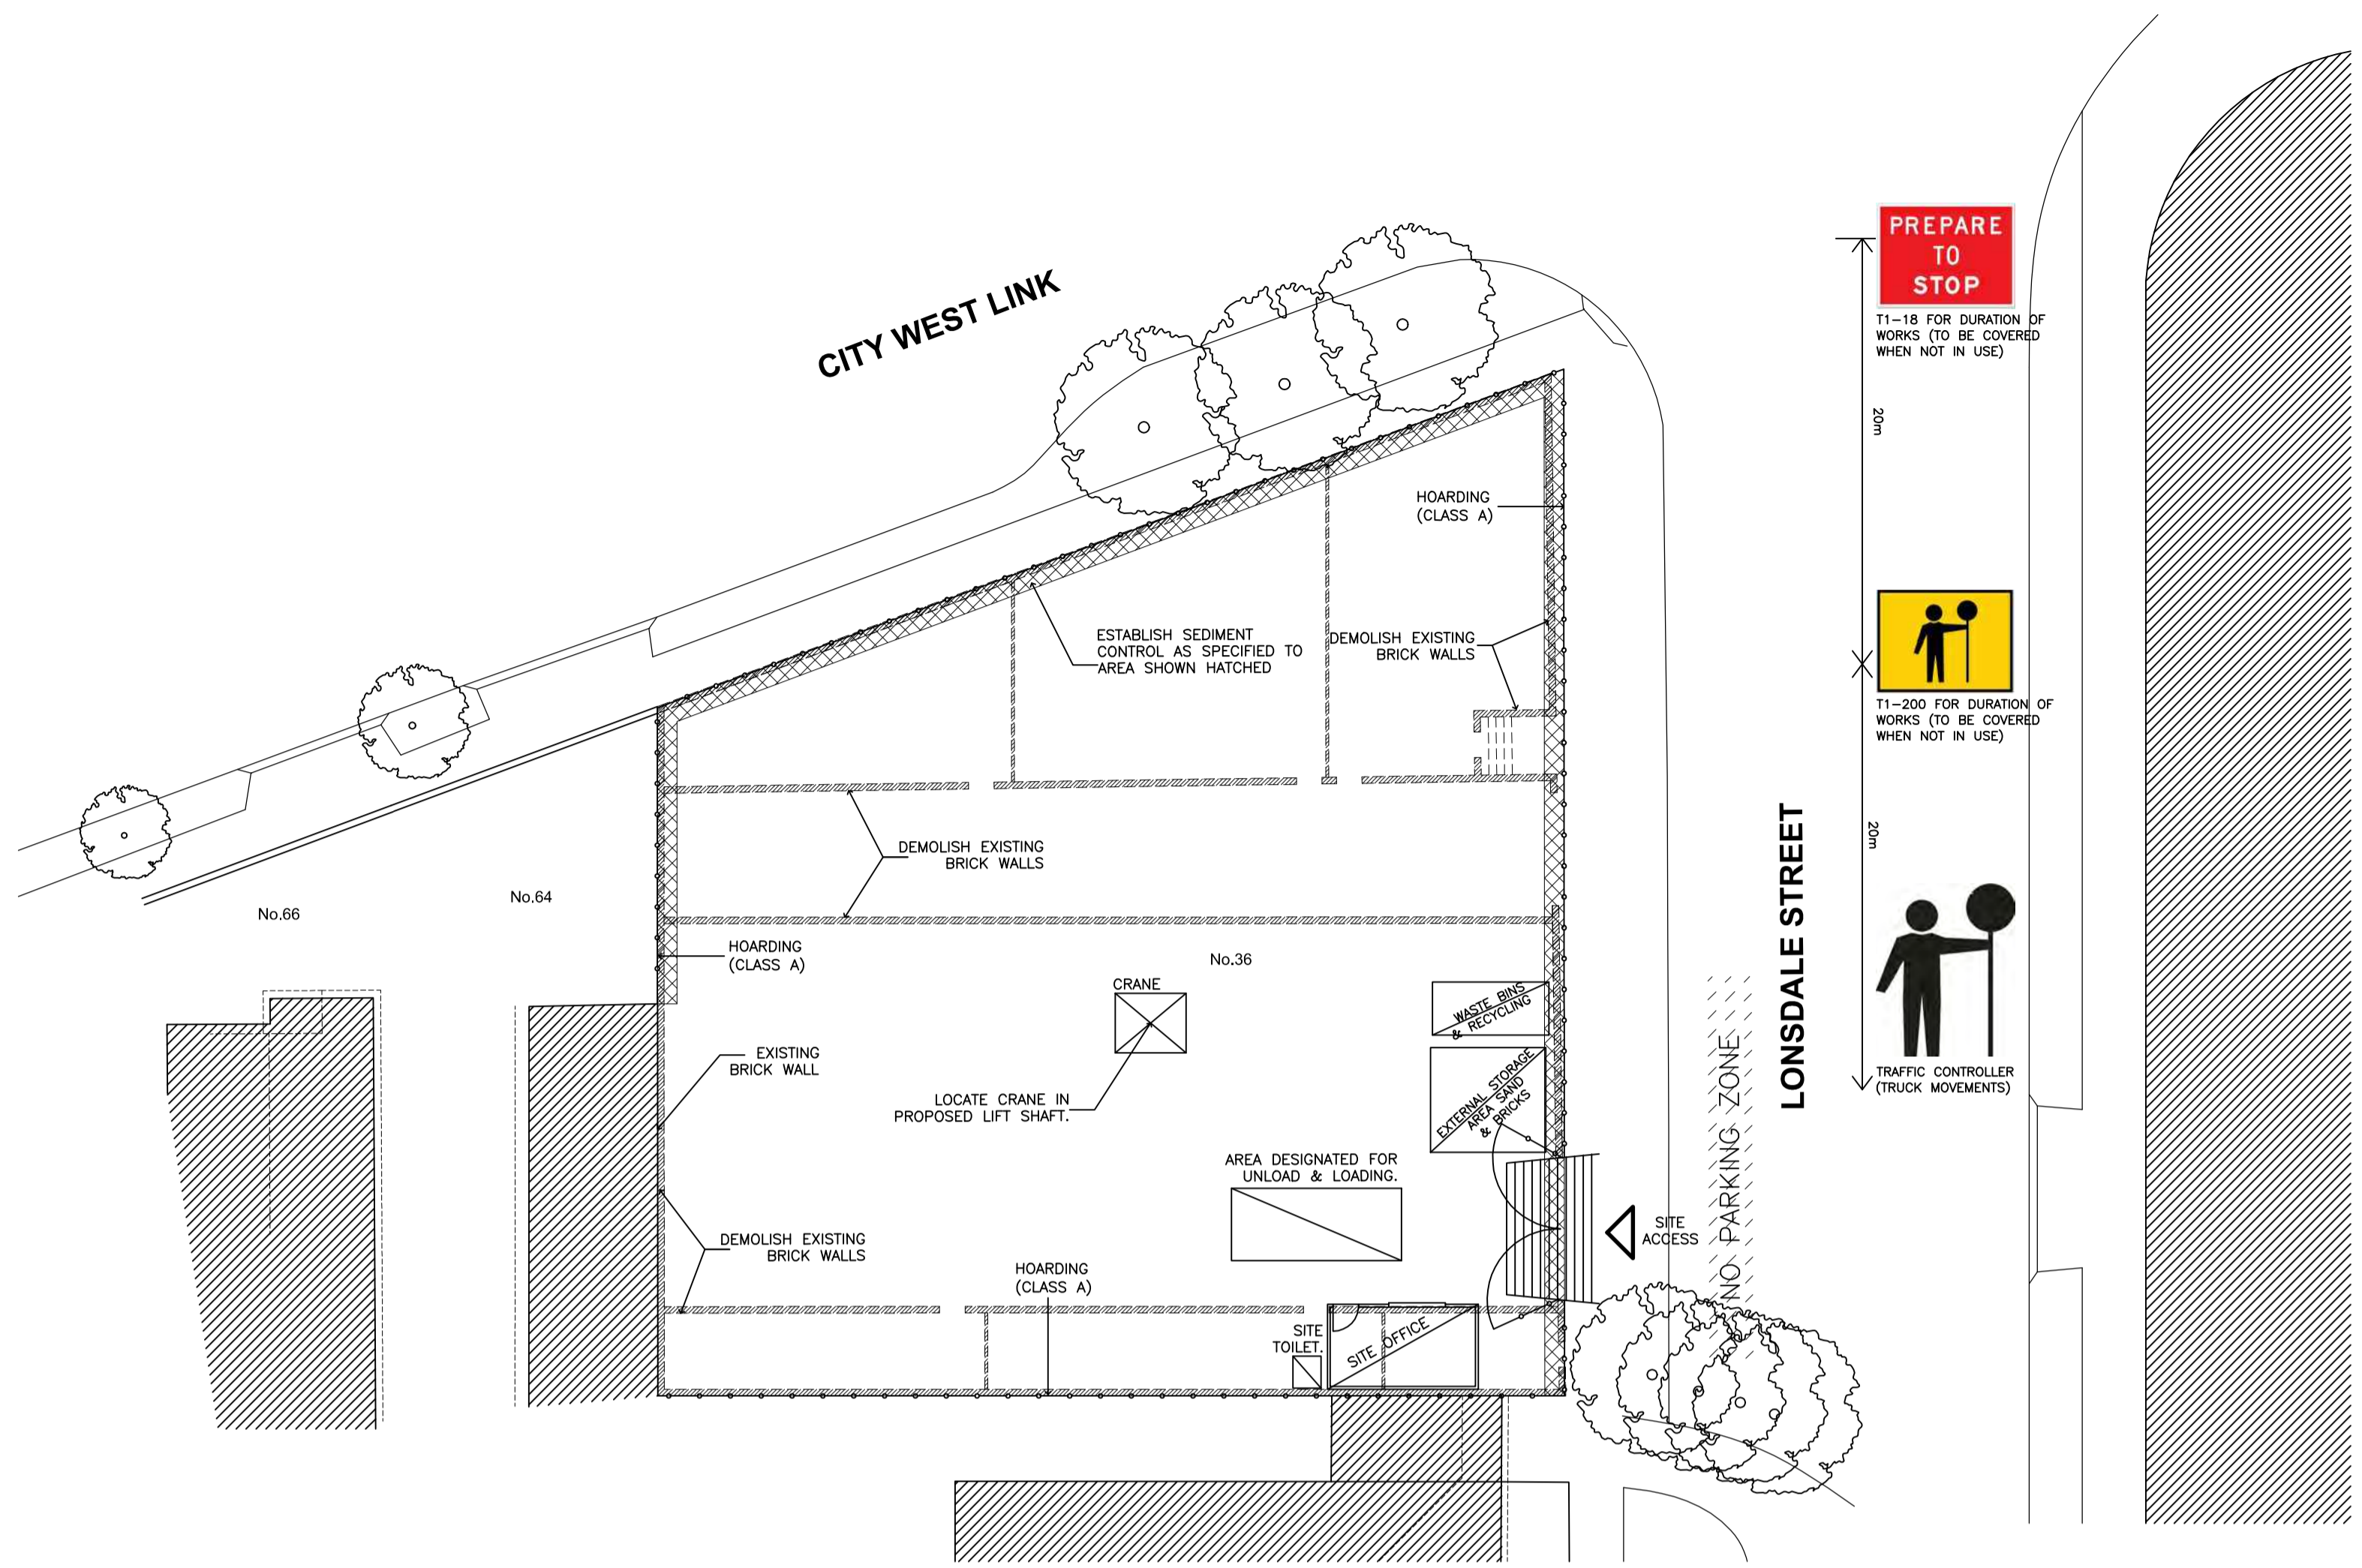 PREPARE
TO
STOP
T1-18 FOR DURATION OF
WORKS (TO BE COVERED
WHEN NOT IN USE)
CITY WEST LINK
20m
HOARDING
(CLASS A)
ESTABLISH SEDIMENT
CONTROL AS SPECIFIED TO
AREA SHOWN HATCHED
DEMOLISH EXISTING
BRICK WALLS
T1-200 FOR DURATION OF
WORKS (TO BE COVERED
WHEN NOT IN USE)
LONSDALE STREET
20m
DEMOLISH EXISTING
BRICK WALLS
No.66
No.64
HOARDING
(CLASS A)
No.36
CRANE
WASTE BINS
& RECYCLING
EXISTING
BRICK WALL
LOCATE CRANE IN
PROPOSED LIFT SHAFT.
EXTERNAL STORAGE
AREA SAND
& BRICKS
TRAFFIC CONTROLLER
(TRUCK MOVEMENTS)
NO PARKING ZONE
AREA DESIGNATED FOR
UNLOAD & LOADING.
SITE
ACCESS
DEMOLISH EXISTING
BRICK WALLS
HOARDING
(CLASS A)
SITE
TOILET.
SITE OFFICE